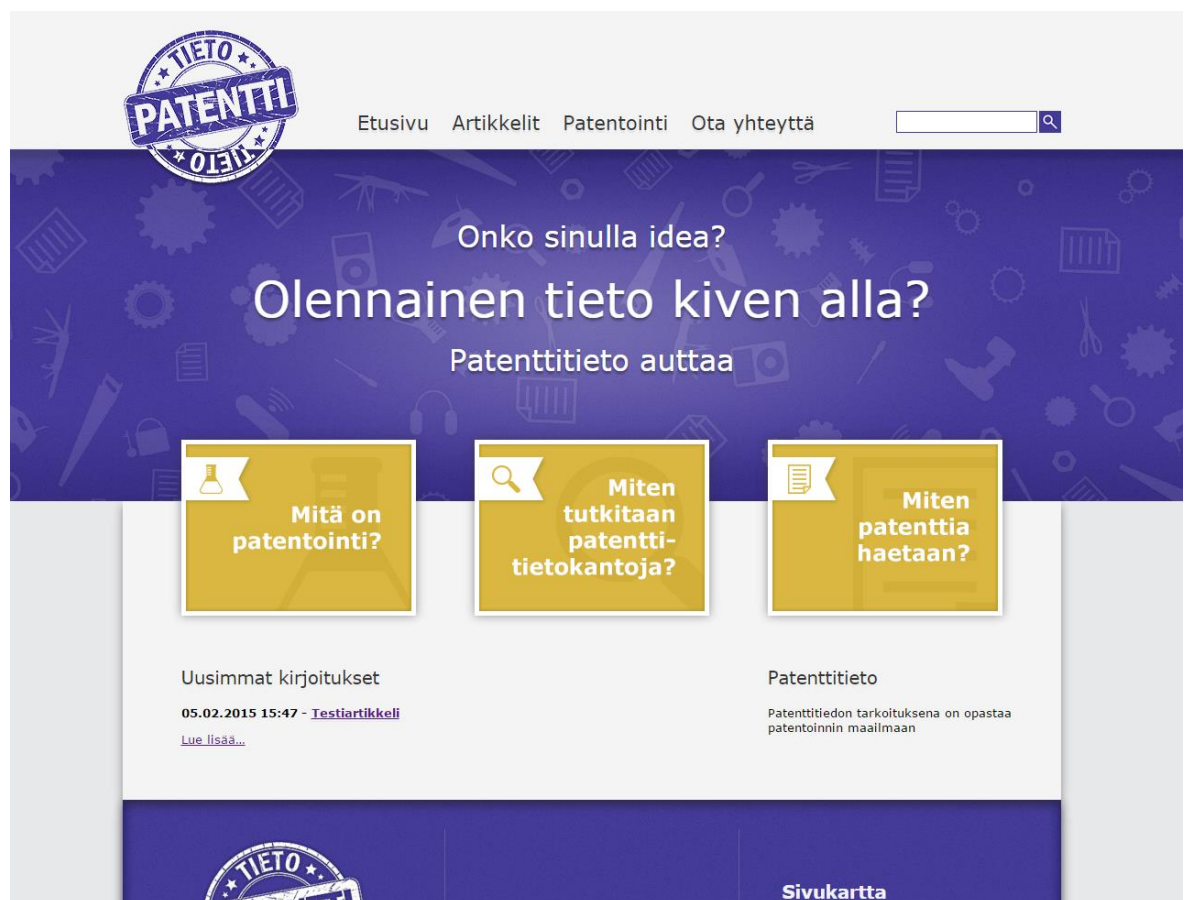 TIETO
PATENTTI
TIETO
Etusivu Artikkelit Patentointi Ota yhteyttä
Onko sinulla idea?
Olennainen tieto kiven alla?
Patenttitieto auttaa
Mitä on
patentointi?
Miten
tutkitaan
patentti-
tietokantoja?
Miten
patenttia
haetaan?
Uusimmat kirjoitukset
05.02.2015 15:47 - Testiartikkeli
Lue lisää...
Patenttitieto
Patenttitiedon tarkoituksena on opastaa
patentoinnin maailmaan
TIETO
Sivukartta